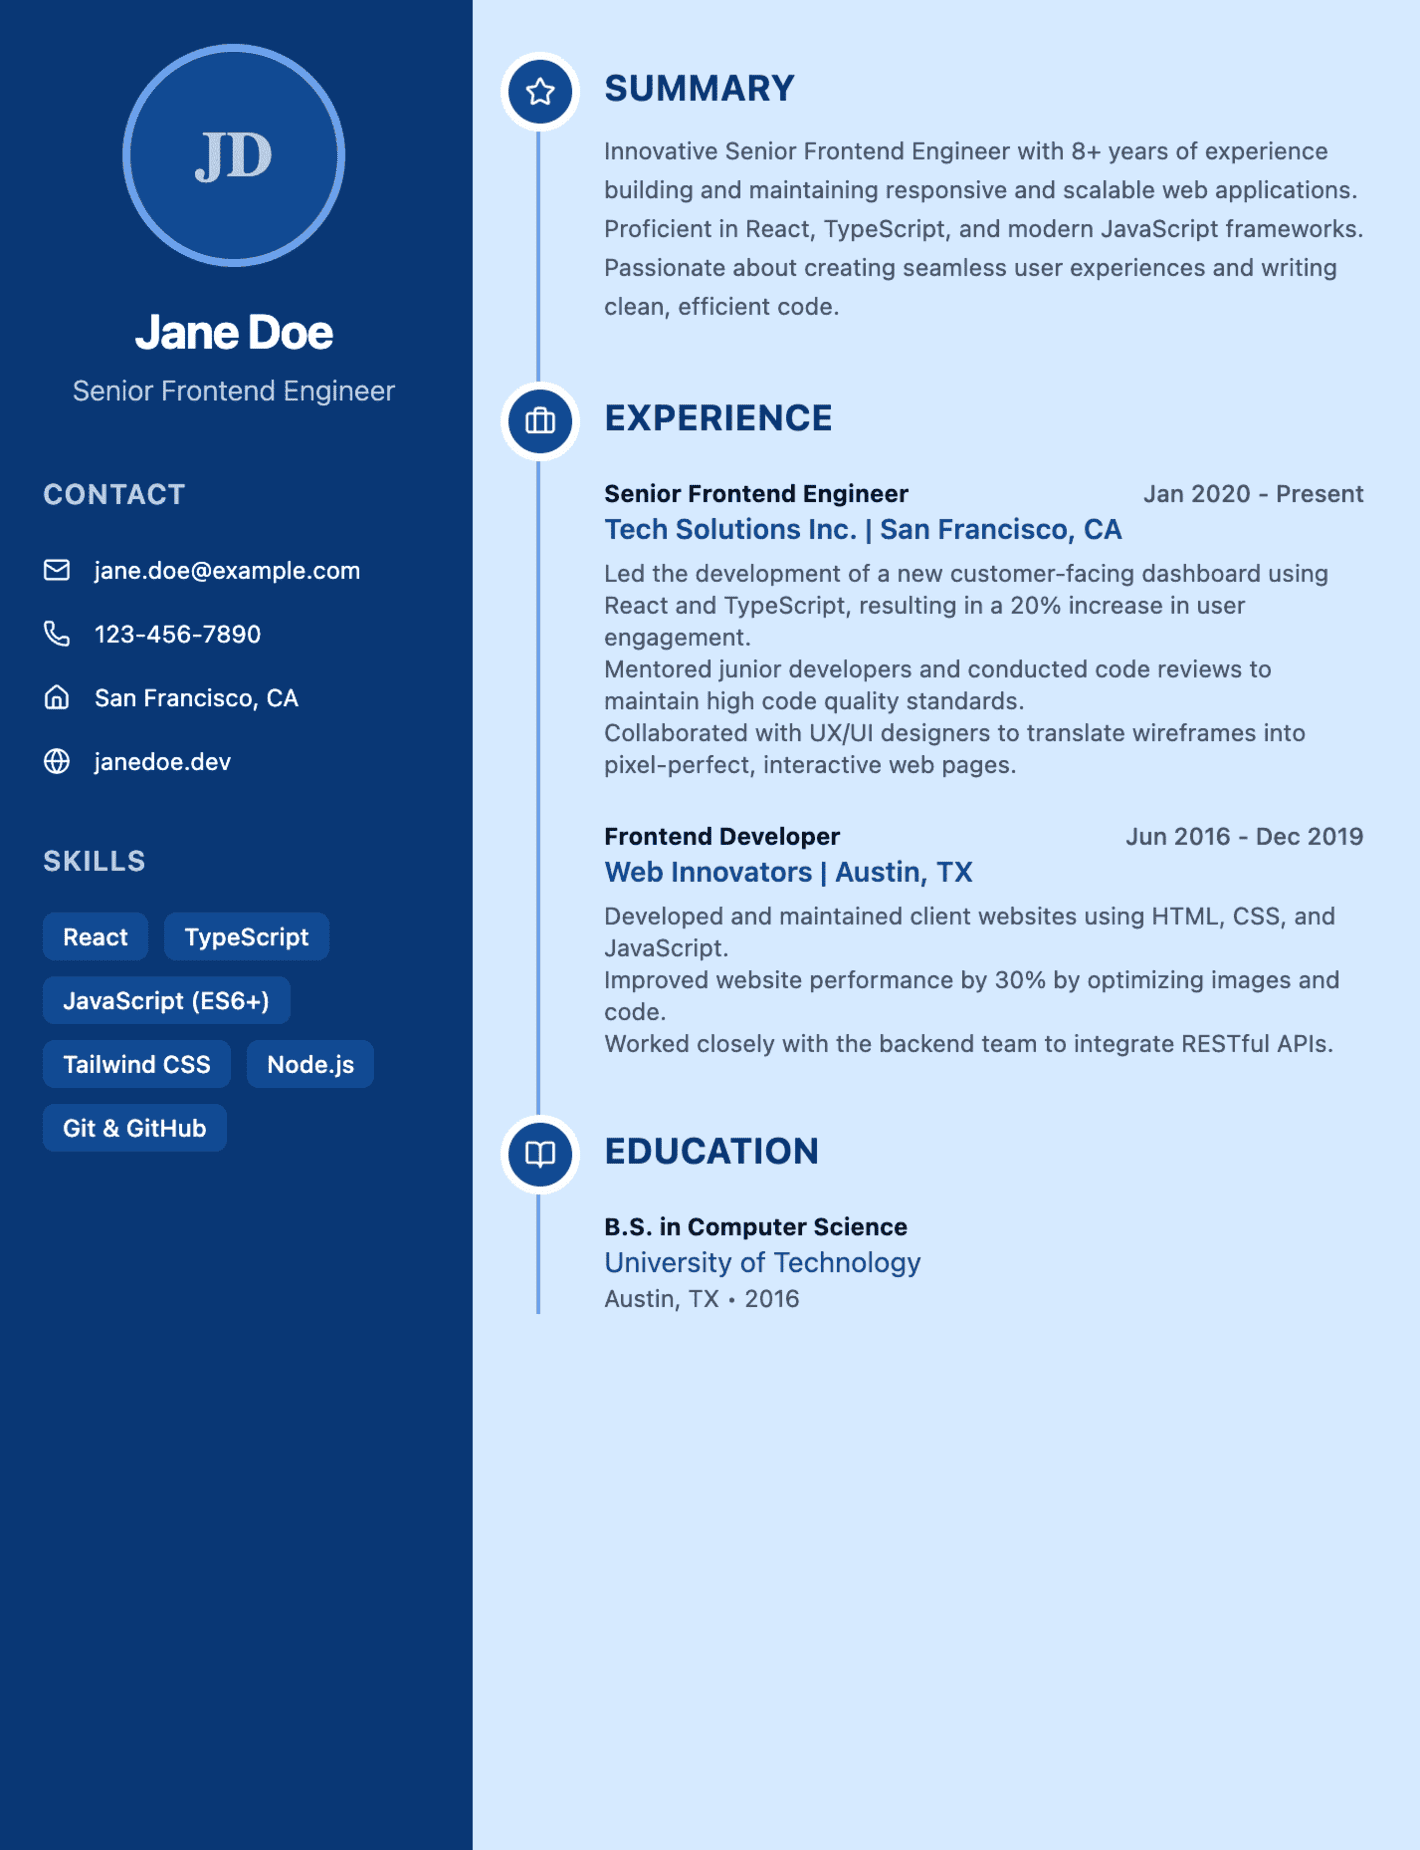 JD
Jane Doe
Senior Frontend Engineer
CONTACT
jane.doe@example.com
123-456-7890
San Francisco, CA
janedoe.dev
SKILLS
React TypeScript
JavaScript (ES6+)
Tailwind CSS Node.js
Git & GitHub
SUMMARY
Innovative Senior Frontend Engineer with 8+ years of experience
building and maintaining responsive and scalable web applications.
Proficient in React, TypeScript, and modern JavaScript frameworks.
Passionate about creating seamless user experiences and writing
clean, efficient code.
EXPERIENCE
Senior Frontend Engineer Jan 2020 - Present
Tech Solutions Inc. | San Francisco, CA
Led the development of a new customer-facing dashboard using
React and TypeScript, resulting in a 20% increase in user
engagement.
Mentored junior developers and conducted code reviews to
maintain high code quality standards.
Collaborated with UX/UI designers to translate wireframes into
pixel-perfect, interactive web pages.
Frontend Developer Jun 2016 - Dec 2019
Web Innovators | Austin, TX
Developed and maintained client websites using HTML, CSS, and
JavaScript.
Improved website performance by 30% by optimizing images and
code.
Worked closely with the backend team to integrate RESTful APIs.
EDUCATION
B.S. in Computer Science
University of Technology
Austin, TX • 2016